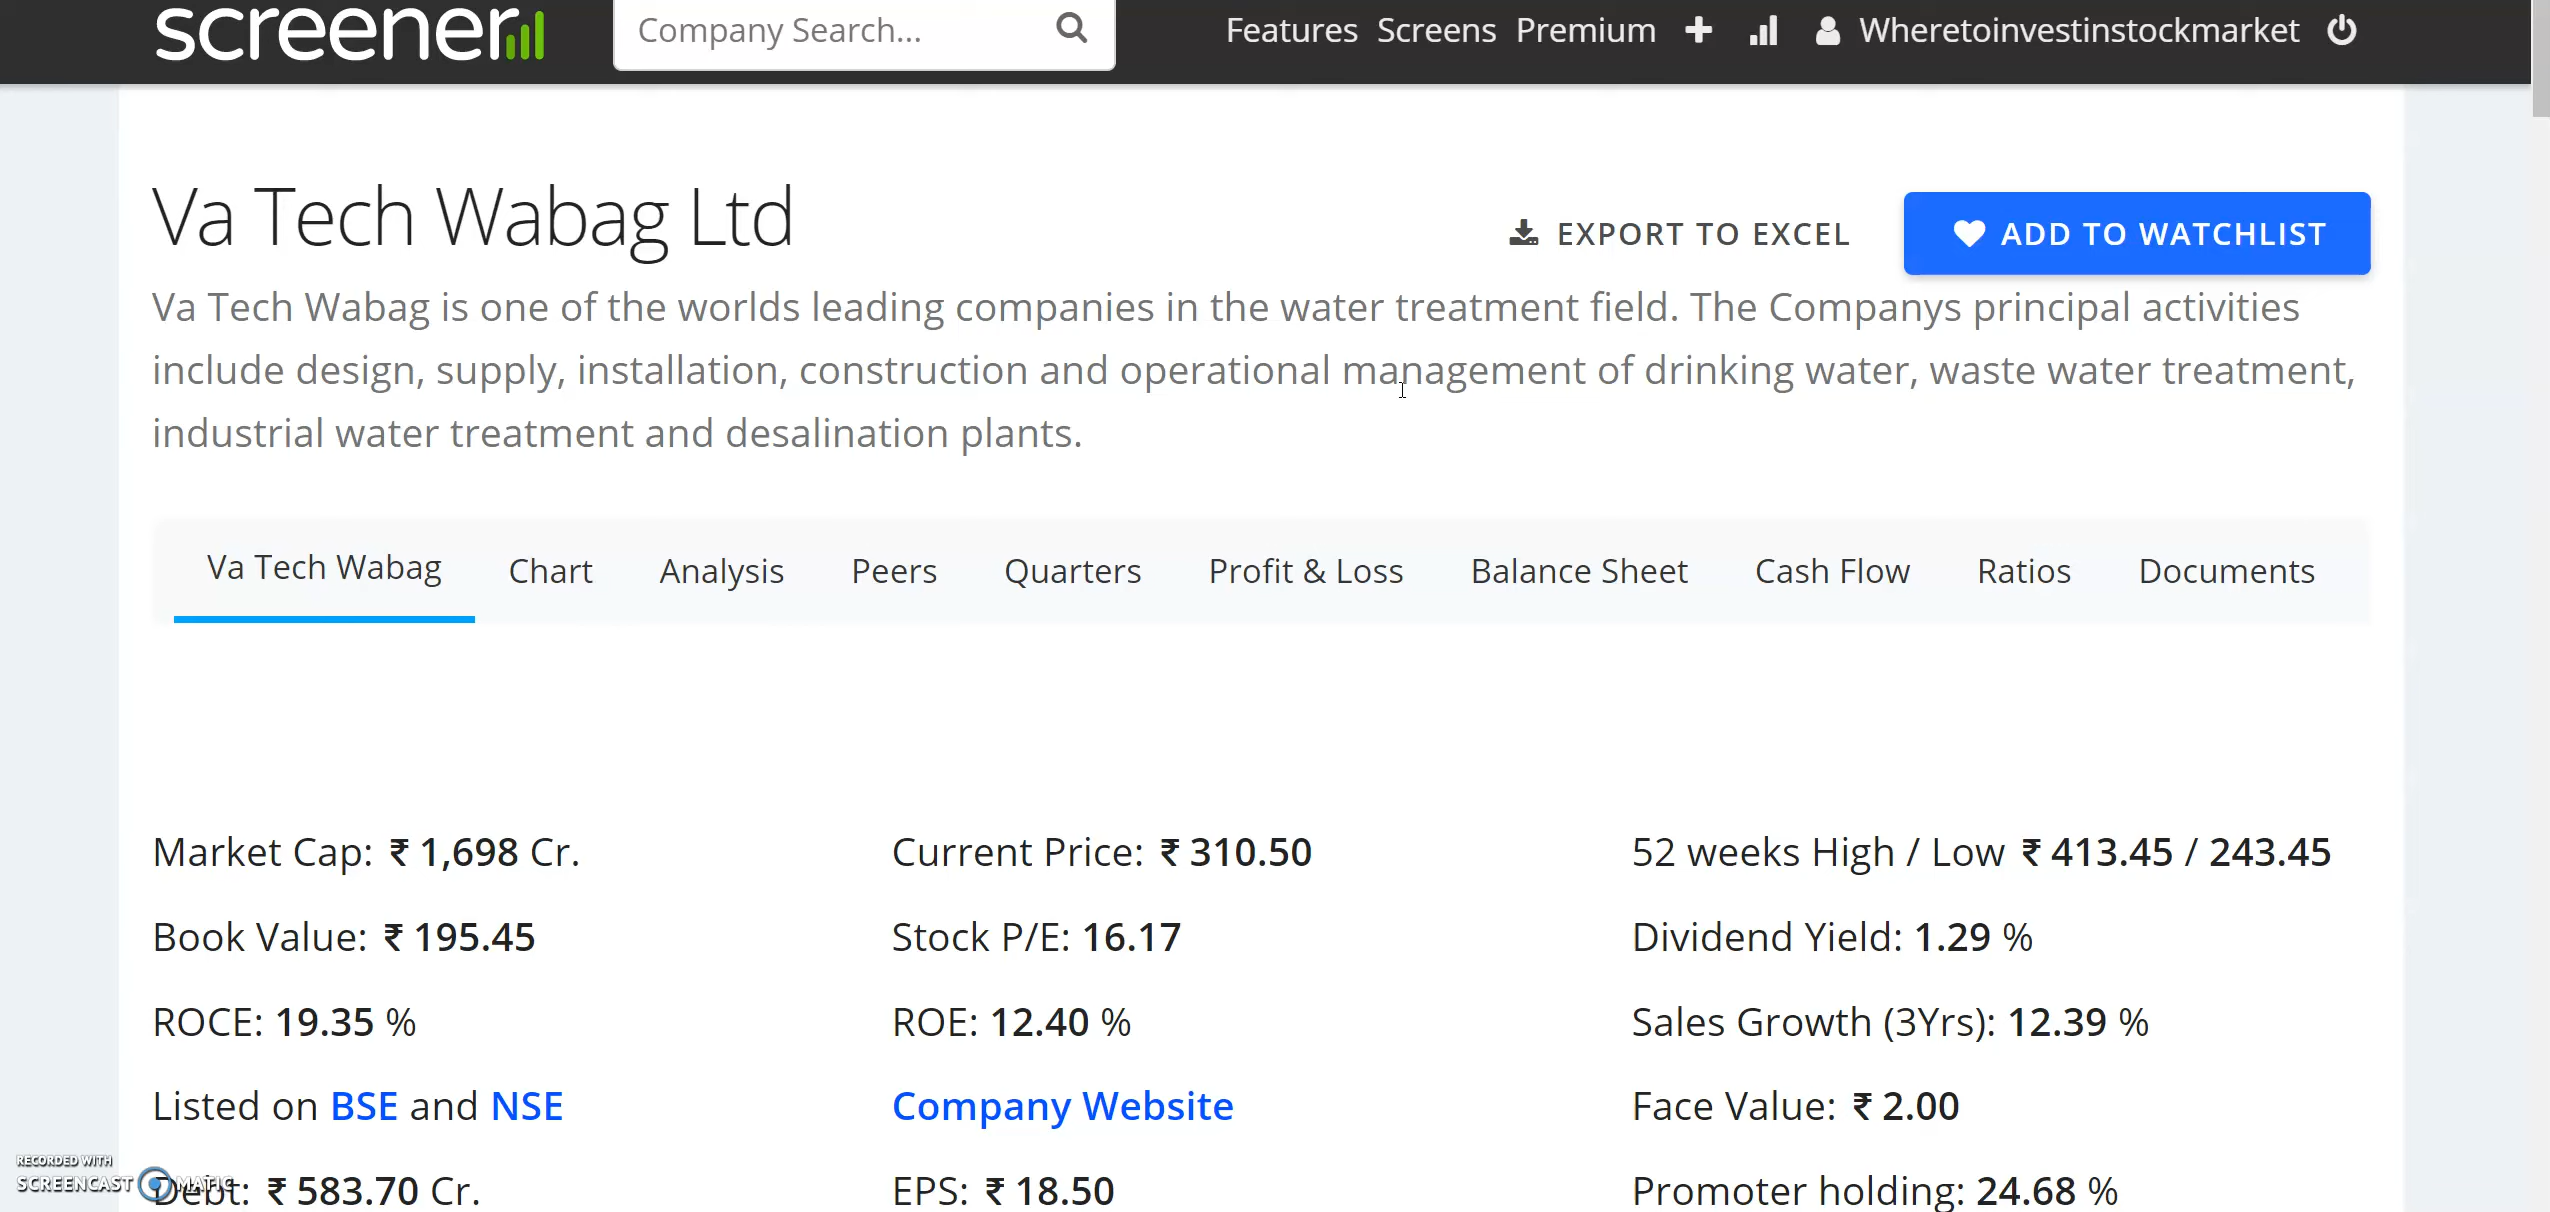 screener
Company Search...
Features Screens Premium Wheretoinvestinstockmarket
Va Tech Wabag Ltd
EXPORT TO EXCEL
ADD TO WATCHLIST
Va Tech Wabag is one of the worlds leading companies in the water treatment field. The Companys principal activities
include design, supply, installation, construction and operational management of drinking water, waste water treatment,
industrial water treatment and desalination plants.
Va Tech Wabag Chart Analysis Peers Quarters Profit & Loss Balance Sheet Cash Flow Ratios Documents
Market Cap: ₹ 1,698 Cr. Current Price: ₹ 310.50 52 weeks High / Low ₹ 413.45 / 243.45
Book Value: ₹ 195.45 Stock P/E: 16.17 Dividend Yield: 1.29 %
ROCE: 19.35 % ROE: 12.40 % Sales Growth (3Yrs): 12.39 %
Listed on BSE and NSE Company Website Face Value: ₹ 2.00
Debt: ₹ 583.70 Cr. EPS: ₹ 18.50 Promoter holding: 24.68 %
RECORDED WITH
SCREENCAST MATIC